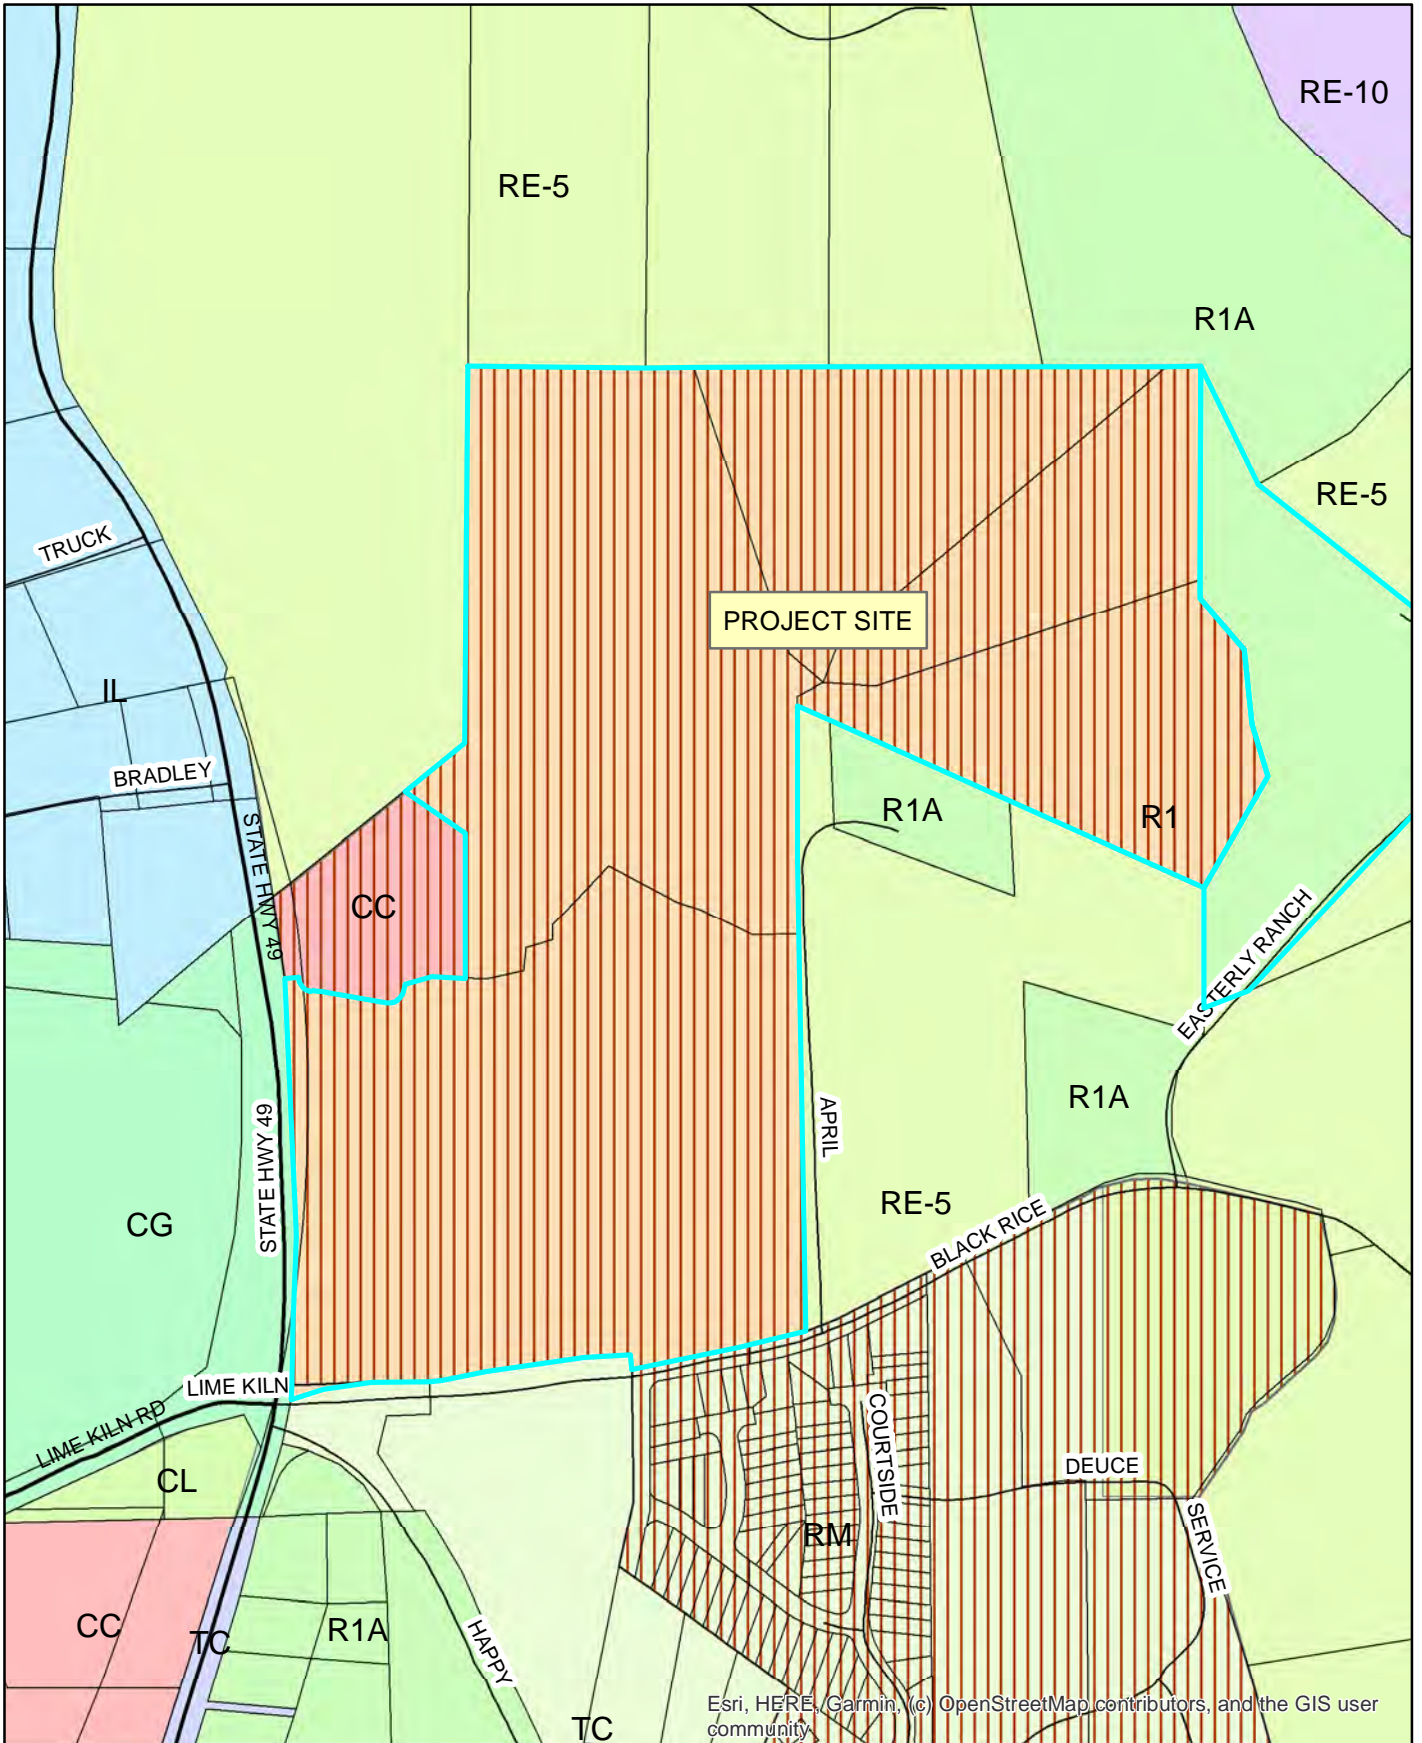 RE-10
RE-5
R1A
RE-5
TRUCK
PROJECT SITE
IL
BRADLEY
R1A
R1
STATE HWY 49
CC
EASTERLY RANCH
R1A
APRIL
STATE HWY 49
RE-5
CG
BLACK RICE
LIME KILN
LIME KILN RD
COURTSIDE
DEUCE
CL
RM
SERVICE
CC
TC
R1A
HAPPY
TC
Esri, HERE, Garmin, (c) OpenStreetMap contributors, and the GIS user
community